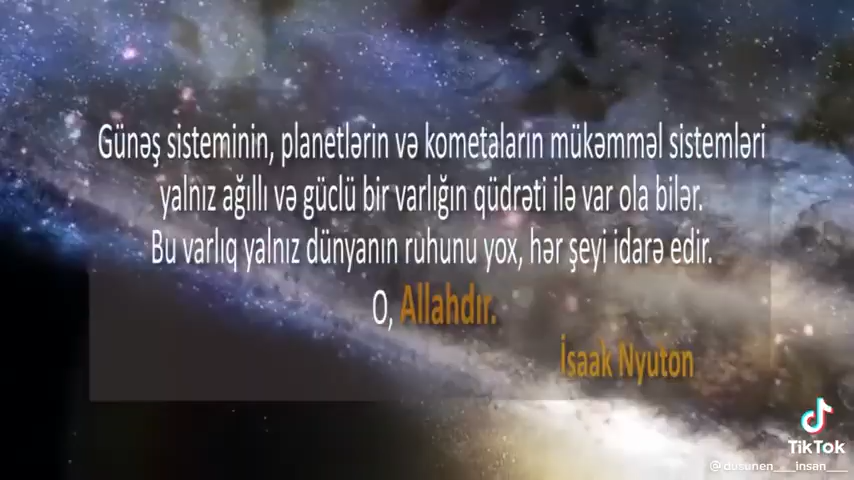 Günəş sisteminin, planetlərin və kometaların mükəmməl sistemləri
yalnız ağıllı və güclü bir varlığın qüdrəti ilə var ola bilər.
Bu varlıq yalnız dünyanın ruhunu yox, hər şeyi idarə edir.
O, Allahdır.
İsaak Nyuton
TikTok
@dusunen___insan___